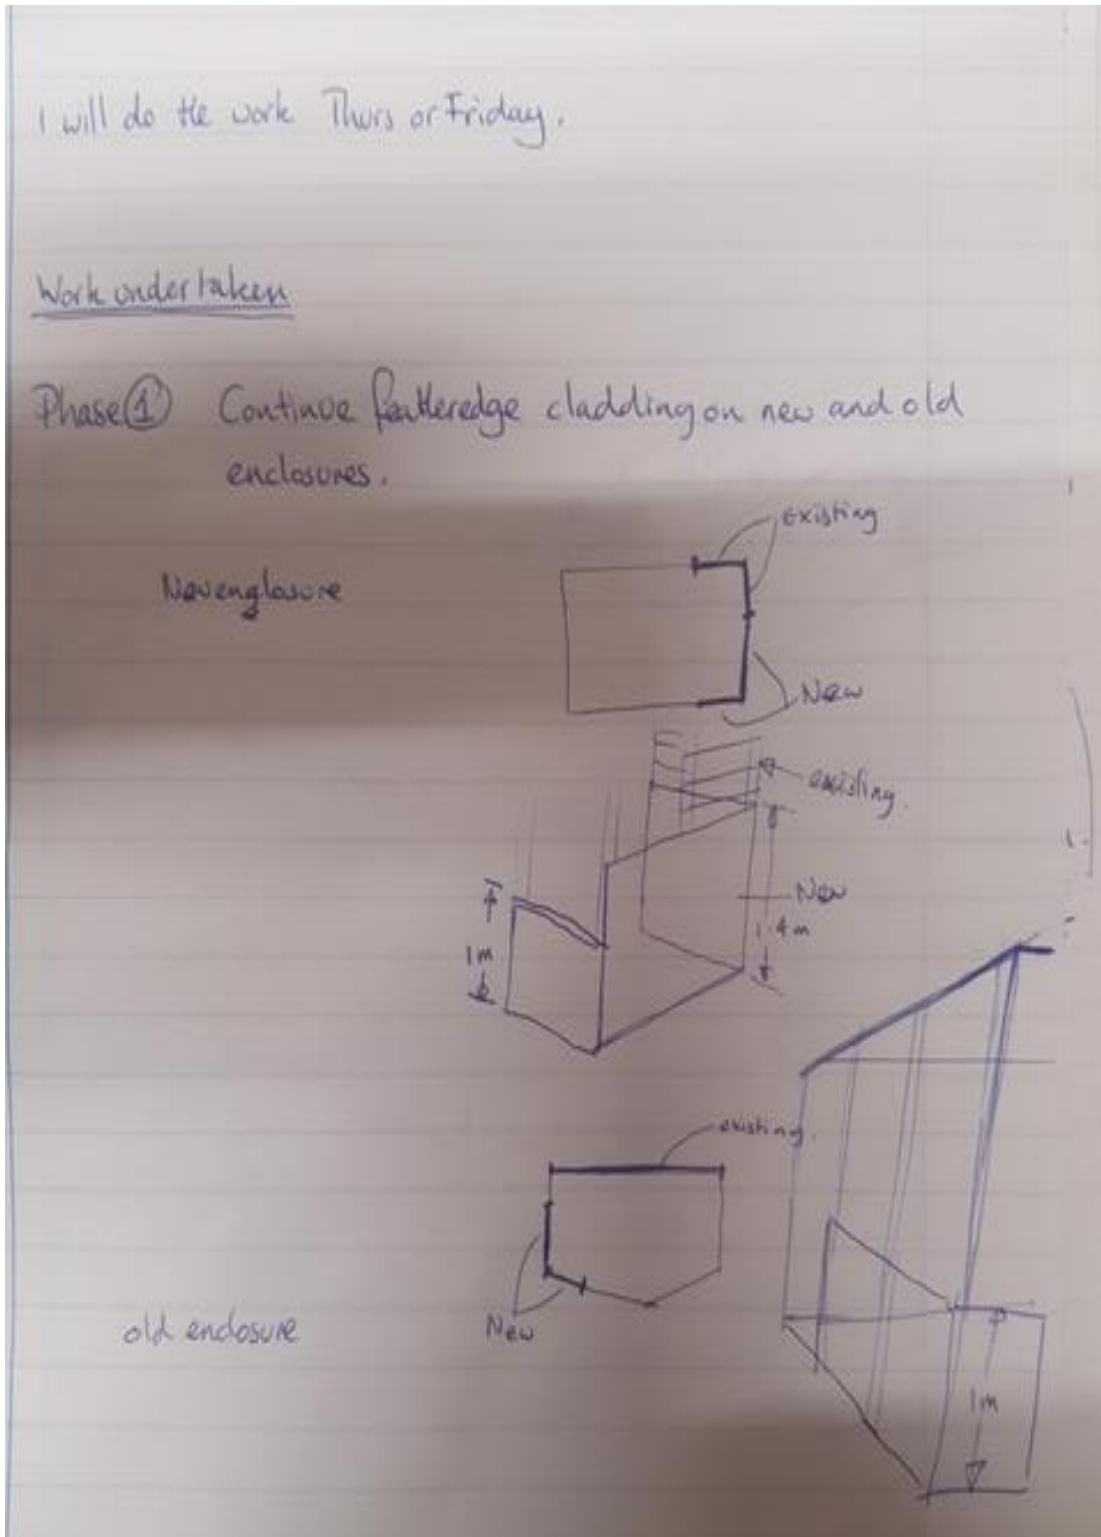 I will do the work Thurs or Friday.
Work undertaken
Phase ① Continue featheredge cladding on new and old
enclosures.
existing
New englosure
New
existing.
New
1m
1.4m
existing.
New
old enclosure
1m